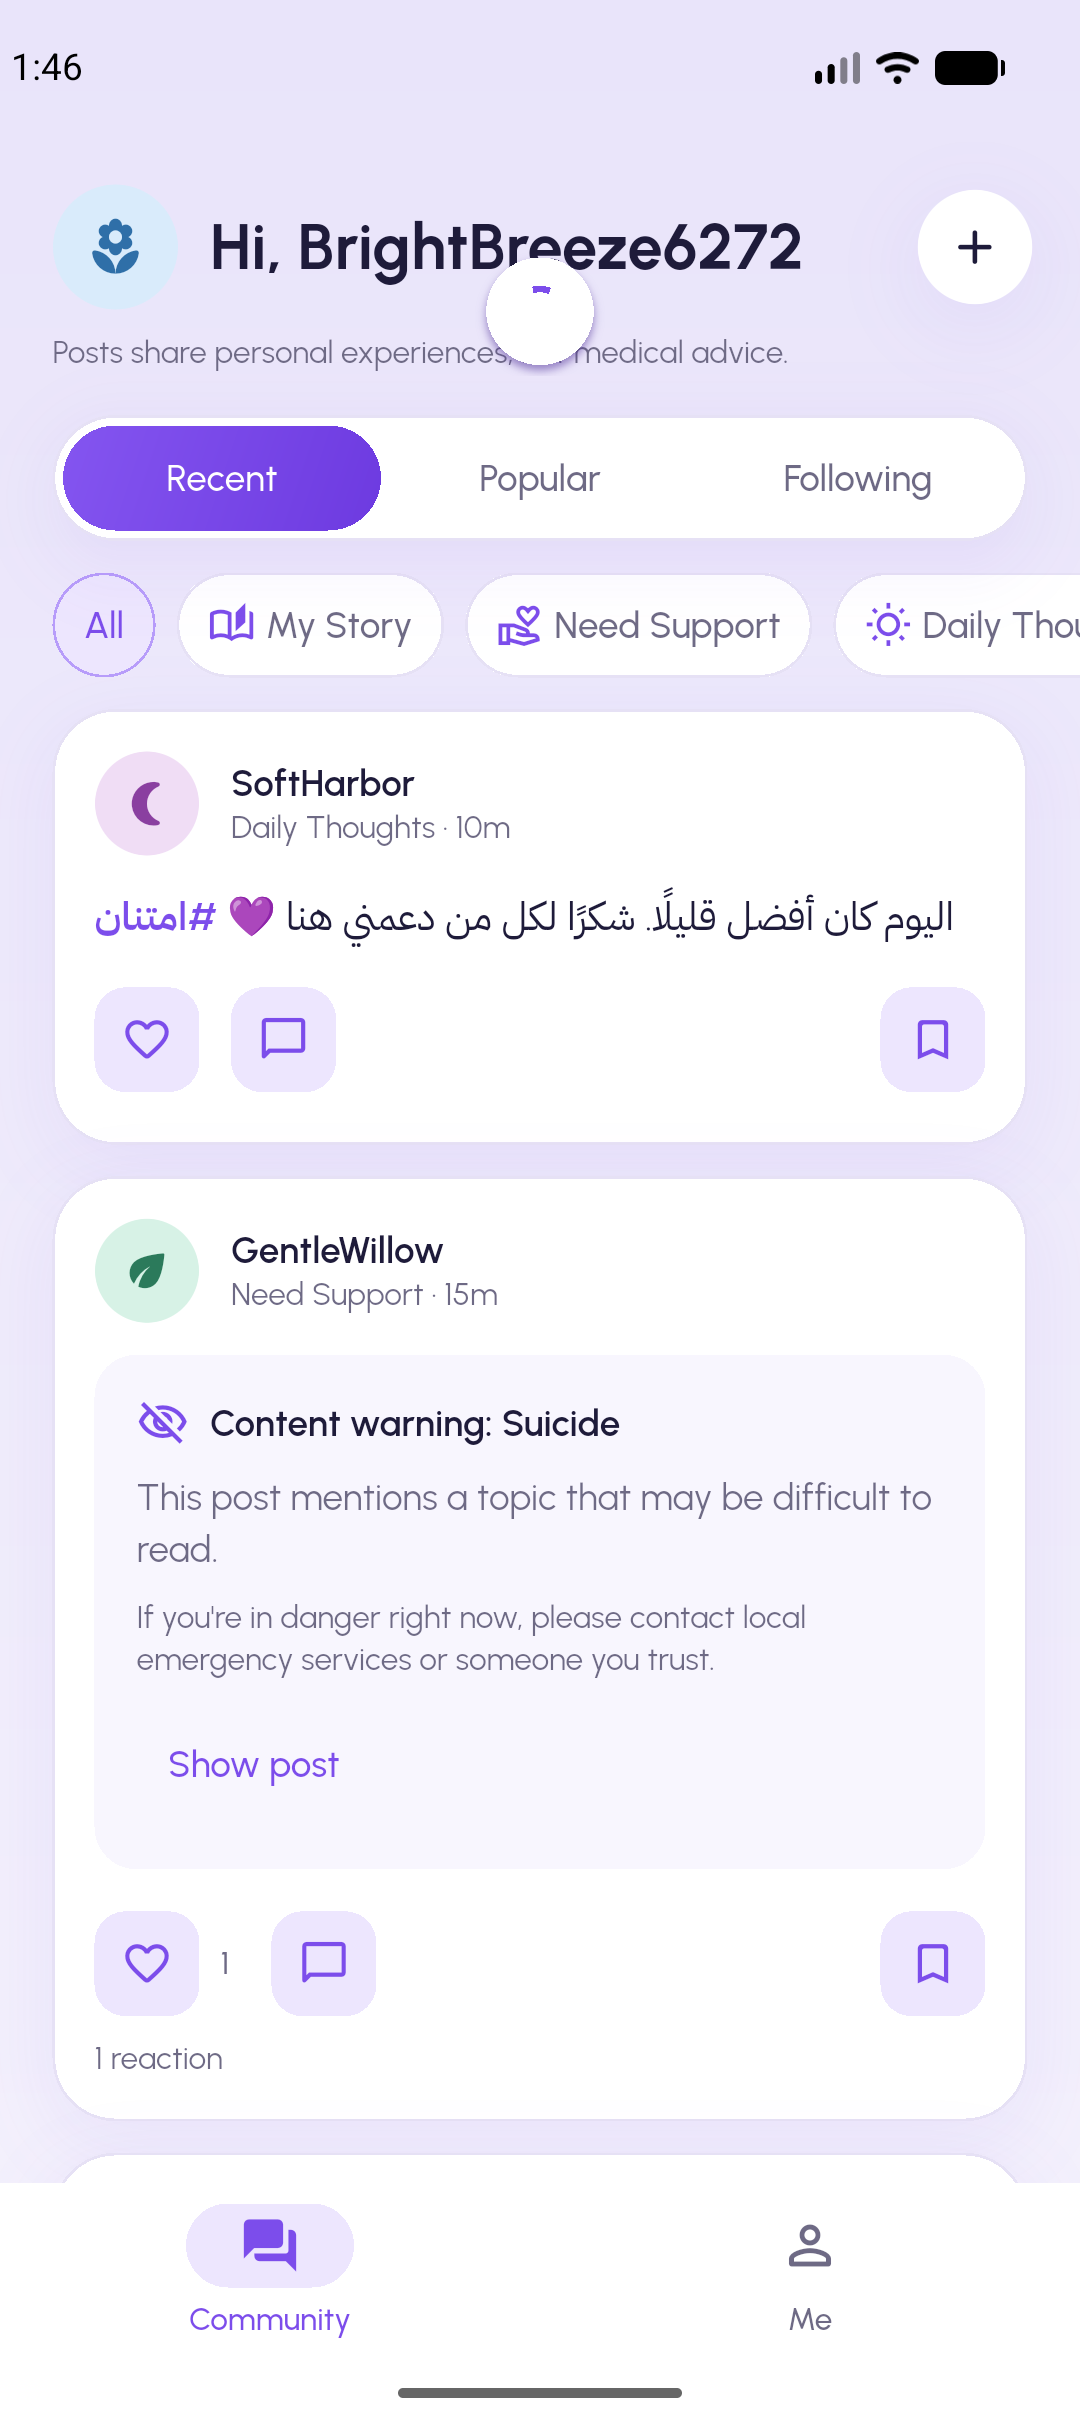 1:46
Hi, BrightBreeze6272
Posts share personal experiences, medical advice.
Recent
Popular
Following
All
My Story
Need Support
Daily
SoftHarbor
Daily Thoughts · 10m
اليوم كان أفضل قليلًا. شكرًا لكل من دعمني هنا 💜 #امتنان
GentleWillow
Need Support · 15m
Content warning: Suicide
This post mentions a topic that may be difficult to
read.
If you're in danger right now, please contact local
emergency services or someone you trust.
Show post
1
1 reaction
Community
Me